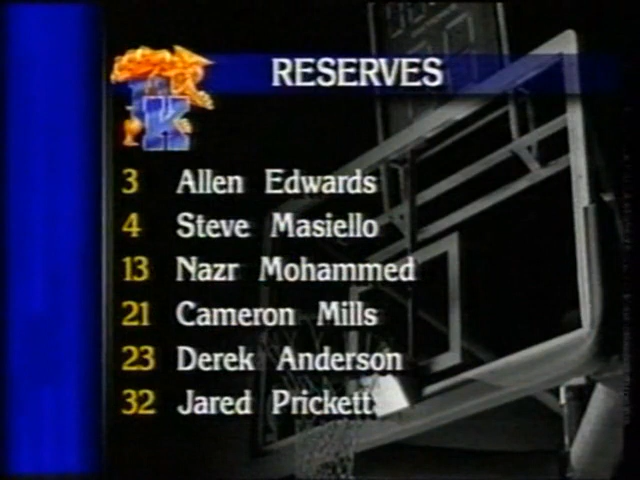 RESERVES
UK
3 Allen Edwards
4 Steve Masiello
13 Nazr Mohammed
21 Cameron Mills
23 Derek Anderson
32 Jared Prickett